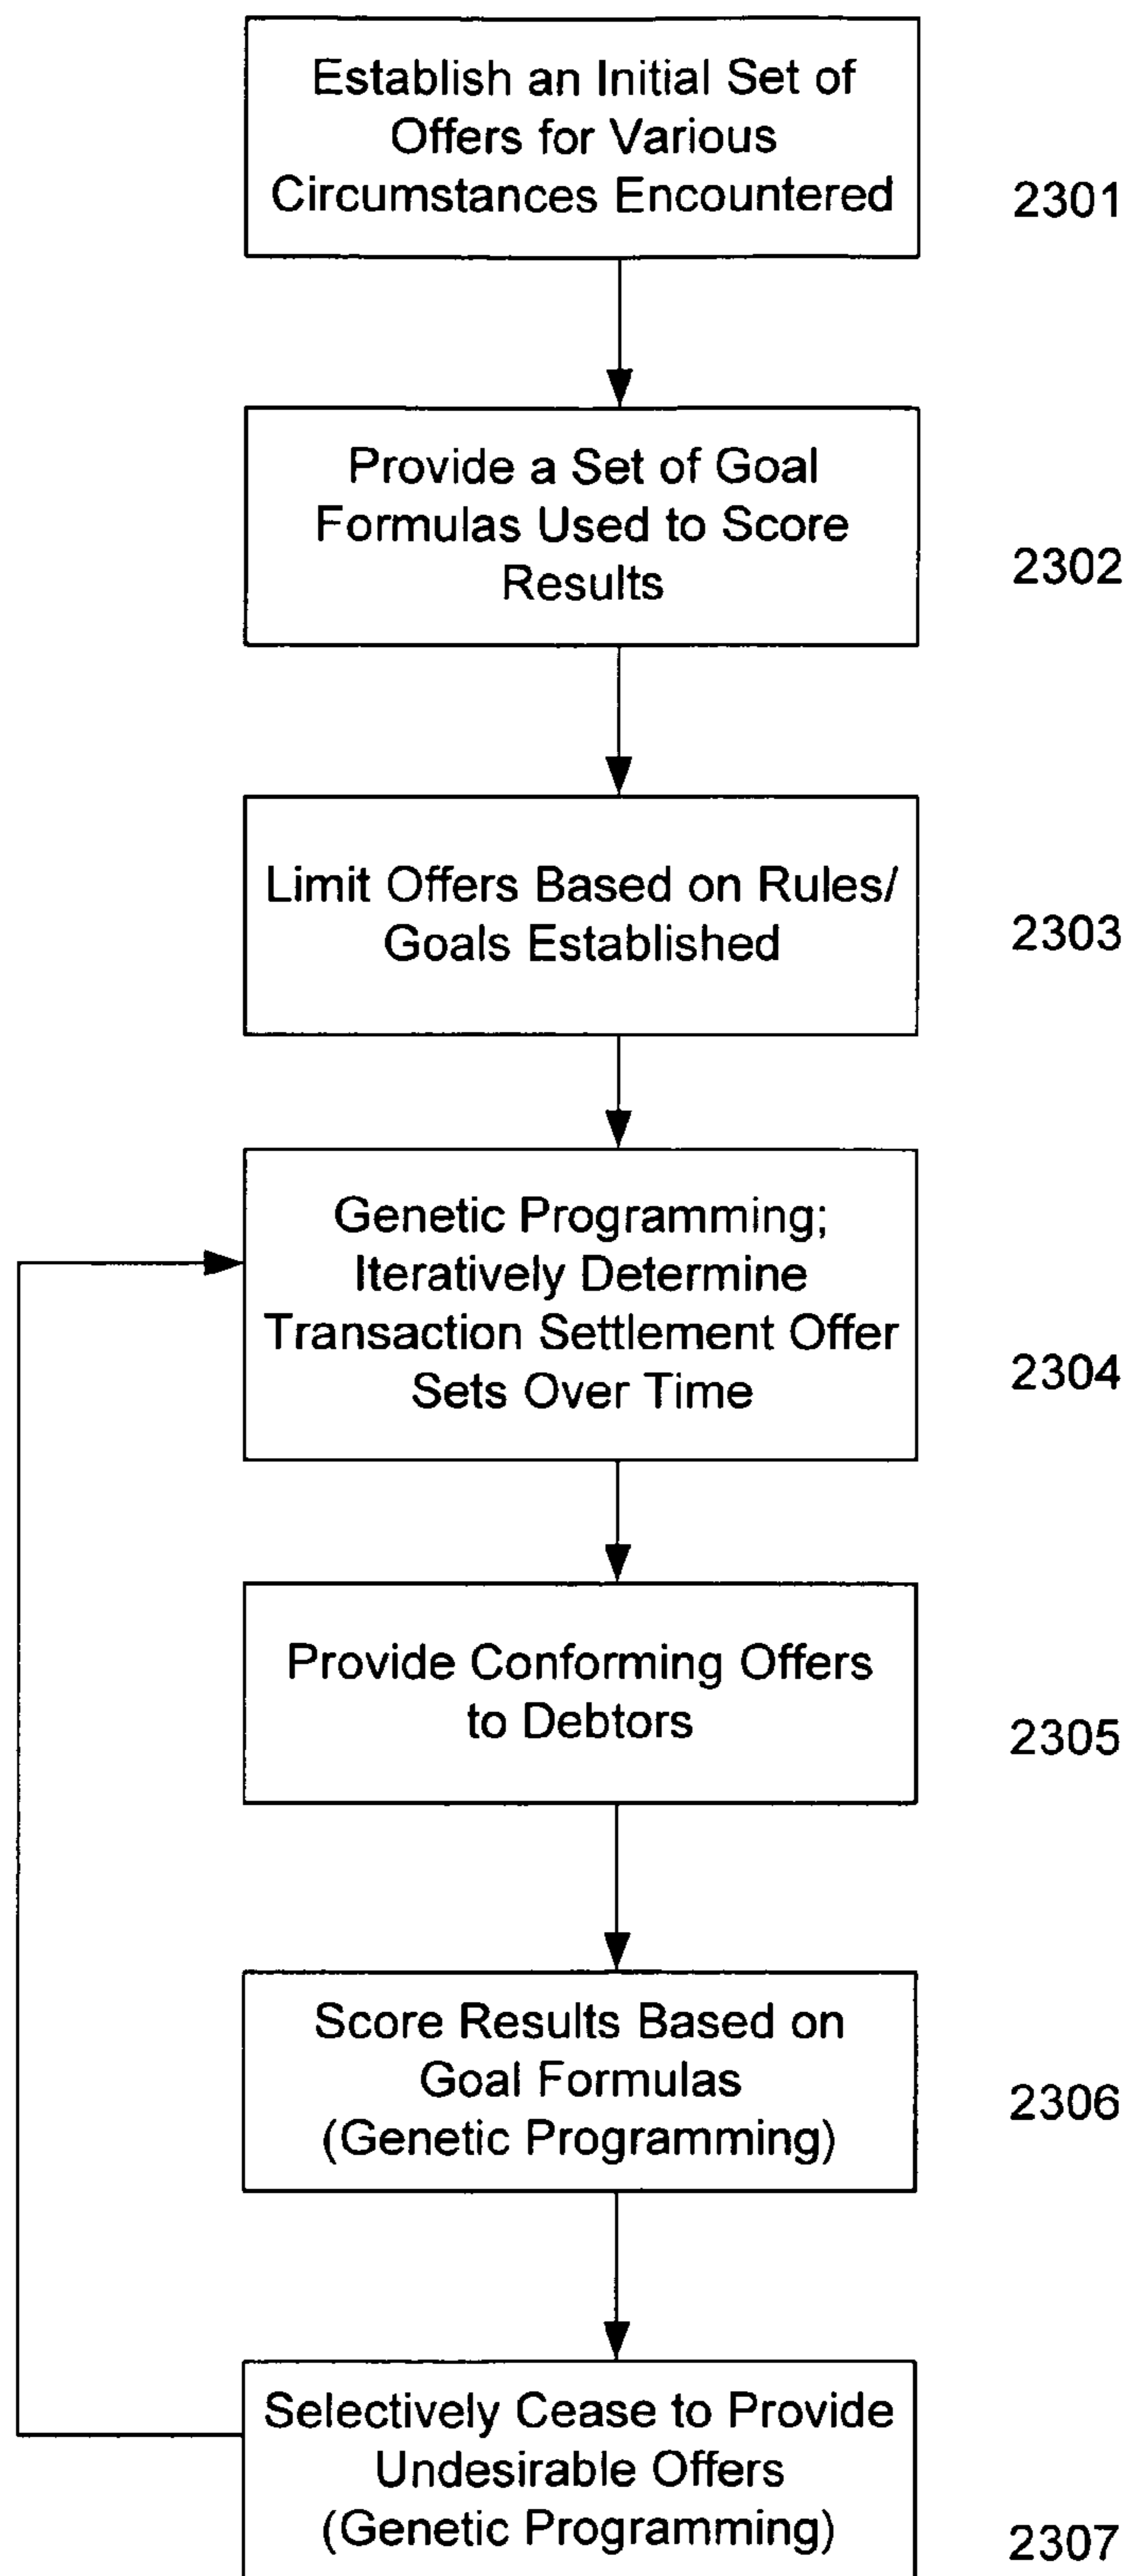 Establish an Initial Set of
Offers for Various
Circumstances Encountered
2301
Provide a Set of Goal
Formulas Used to Score
Results
2302
Limit Offers Based on Rules/
Goals Established
2303
Genetic Programming;
Iteratively Determine
Transaction Settlement Offer
Sets Over Time
2304
Provide Conforming Offers
to Debtors
2305
Score Results Based on
Goal Formulas
(Genetic Programming)
2306
Selectively Cease to Provide
Undesirable Offers
(Genetic Programming)
2307